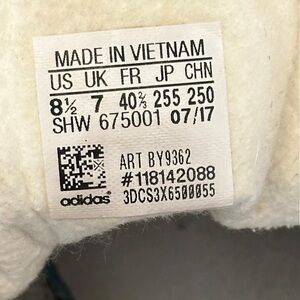 MADE IN VIETNAM
US UK FR JP CHN
8½ 7 40⅔ 255 250
SHW 675001 07/17
ART BY9362
#118142088
adidas 3DCS3X6500055